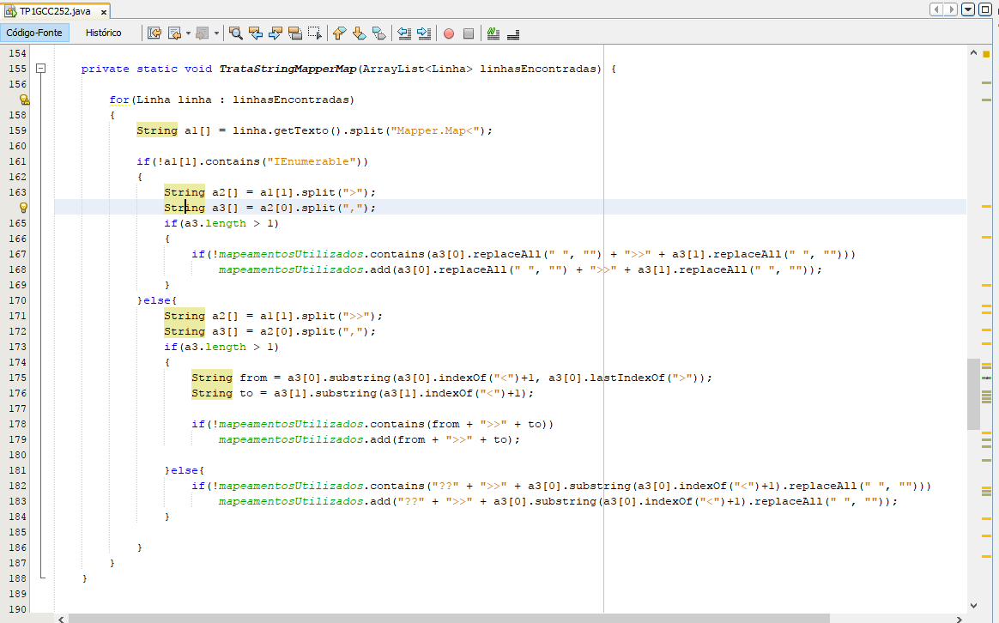 TP1GCC252.java
Código-Fonte Histórico
154
155 private static void TrataStringMapperMap(ArrayList<Linha> linhasEncontradas) {
156
for(Linha linha : linhasEncontradas)
158 {
159 String a1[] = linha.getTexto().split("Mapper.Map<");
160
161 if(!a1[1].contains("IEnumerable"))
162 {
163 String a2[] = a1[1].split(">");
String a3[] = a2[0].split(",");
165 if(a3.length > 1)
166 {
167 if(!mapeamentosUtilizados.contains(a3[0].replaceAll(" ", "") + ">>" + a3[1].replaceAll(" ", "")))
168 mapeamentosUtilizados.add(a3[0].replaceAll(" ", "") + ">>" + a3[1].replaceAll(" ", ""));
169 }
170 }else{
171 String a2[] = a1[1].split(">>");
172 String a3[] = a2[0].split(",");
173 if(a3.length > 1)
174 {
175 String from = a3[0].substring(a3[0].indexOf("<")+1, a3[0].lastIndexOf(">"));
176 String to = a3[1].substring(a3[1].indexOf("<")+1);
177
178 if(!mapeamentosUtilizados.contains(from + ">>" + to))
179 mapeamentosUtilizados.add(from + ">>" + to);
180
181 }else{
182 if(!mapeamentosUtilizados.contains("??" + ">>" + a3[0].substring(a3[0].indexOf("<")+1).replaceAll(" ", "")))
183 mapeamentosUtilizados.add("??" + ">>" + a3[0].substring(a3[0].indexOf("<")+1).replaceAll(" ", ""));
184 }
185
186 }
187 }
188 }
189
190